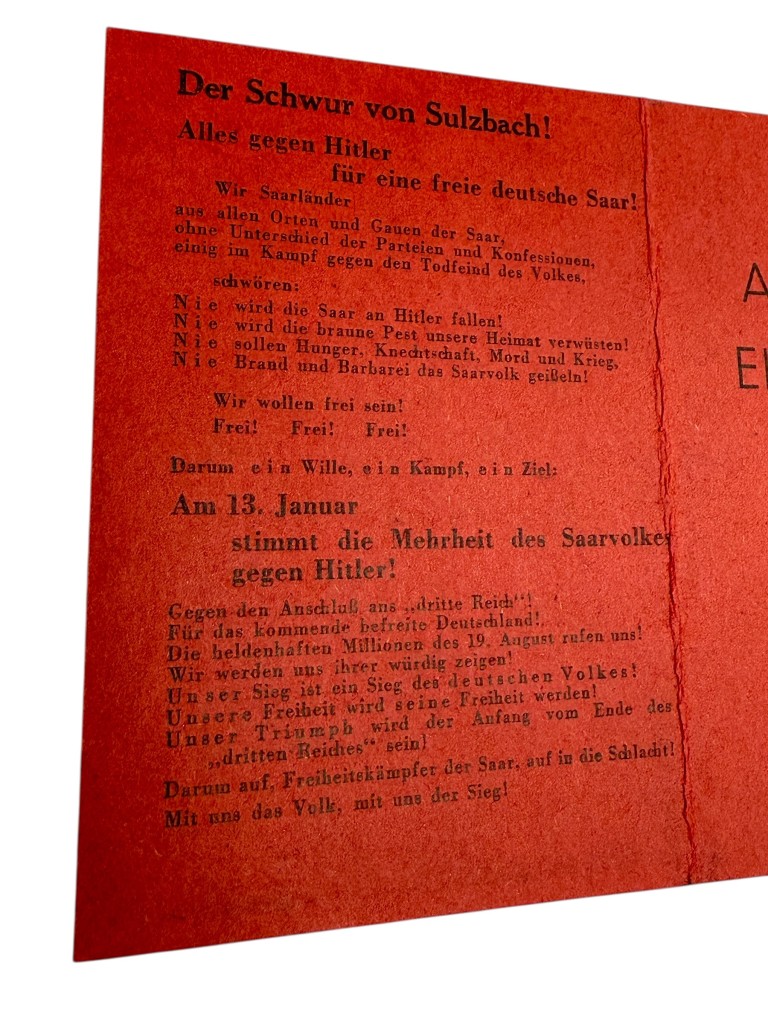 Der Schwur von Sulzbach!
Alles gegen Hitler
für eine freie deutsche Saar!
Wir Saarländer
aus allen Orten und Gauen der Saar,
ohne Unterschied der Parteien und Konfessionen,
einig im Kampf gegen den Todfeind des Volkes,
schwören:
Nie wird die Saar an Hitler fallen!
Nie wird die braune Pest unsere Heimat verwüsten!
Nie sollen Hunger, Knechtschaft, Mord und Krieg,
Nie Brand und Barbarei das Saarvolk geißeln!
Wir wollen frei sein!
Frei! Frei! Frei!
Darum ein Wille, ein Kampf, ein Ziel:
Am 13. Januar
stimmt die Mehrheit des Saarvolkes
gegen Hitler!
Gegen den Anschluß ans „dritte Reich“!
Für das kommende befreite Deutschland!
Die heldenhaften Millionen des 19. August rufen uns!
Wir werden uns ihrer würdig zeigen!
Unser Sieg ist ein Sieg des deutschen Volkes!
Unsere Freiheit wird seine Freiheit werden!
Unser Triumph wird der Anfang vom Ende des
„dritten Reiches“ sein!
Darum auf, Freiheitskämpfer der Saar, auf in die Schlacht!
Mit uns das Volk, mit uns der Sieg!